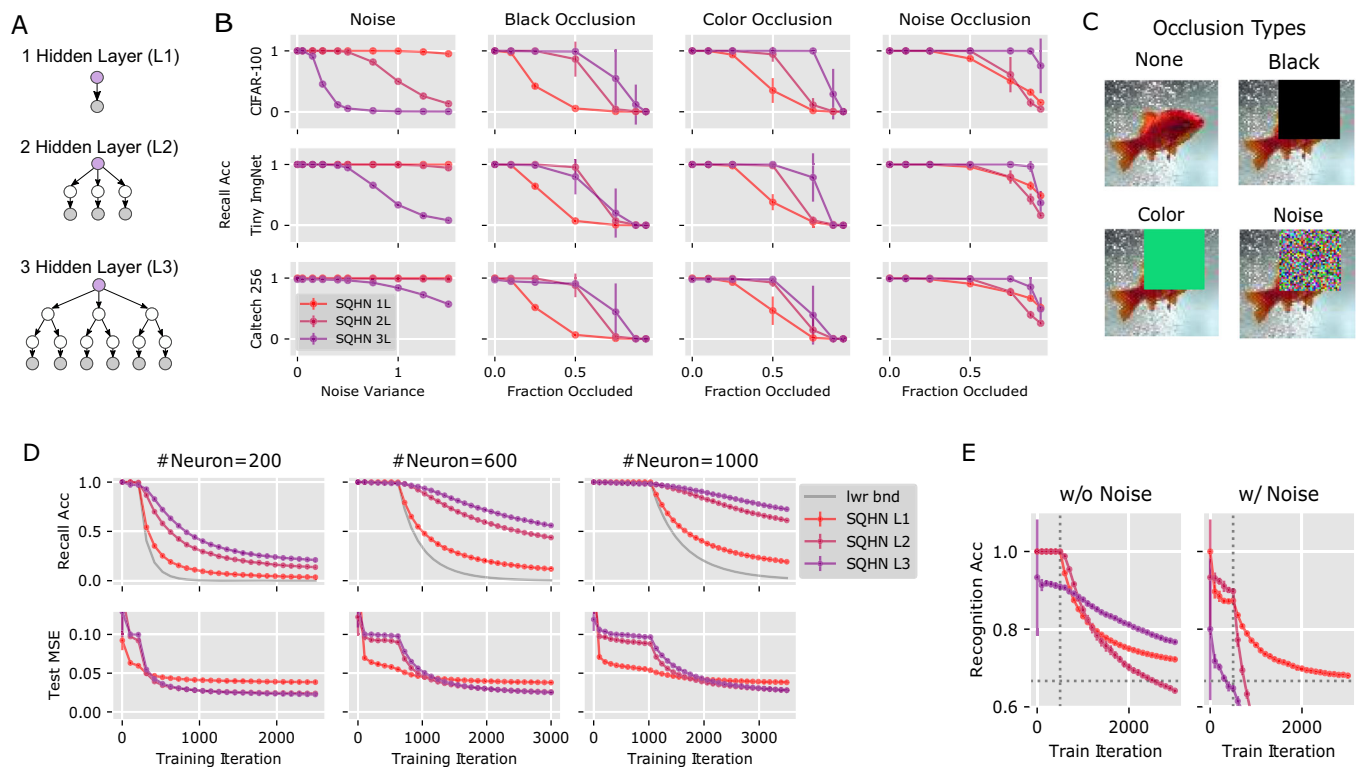 A
1 Hidden Layer (L1)
2 Hidden Layer (L2)
3 Hidden Layer (L3)
B
Noise
Black Occlusion
Color Occlusion
Noise Occlusion
CIFAR-100
1
0
Recall Acc
Tiny ImgNet
1
0
Caltech 256
1
0
SQHN 1L
SQHN 2L
SQHN 3L
0 1
Noise Variance
0.0 0.5
Fraction Occluded
0.0 0.5
Fraction Occluded
0.0 0.5
Fraction Occluded
C
Occlusion Types
None
Black
Color
Noise
D
#Neuron=200
#Neuron=600
#Neuron=1000
Recall Acc
1.0
0.5
0.0
lwr bnd
SQHN L1
SQHN L2
SQHN L3
Test MSE
0.10
0.05
0.00
0 1000 2000
Training Iteration
0 1000 2000 3000
Training Iteration
0 1000 2000 3000
Training Iteration
E
w/o Noise
w/ Noise
Recognition Acc
1.0
0.8
0.6
0 2000
Train Iteration
0 2000
Train Iteration